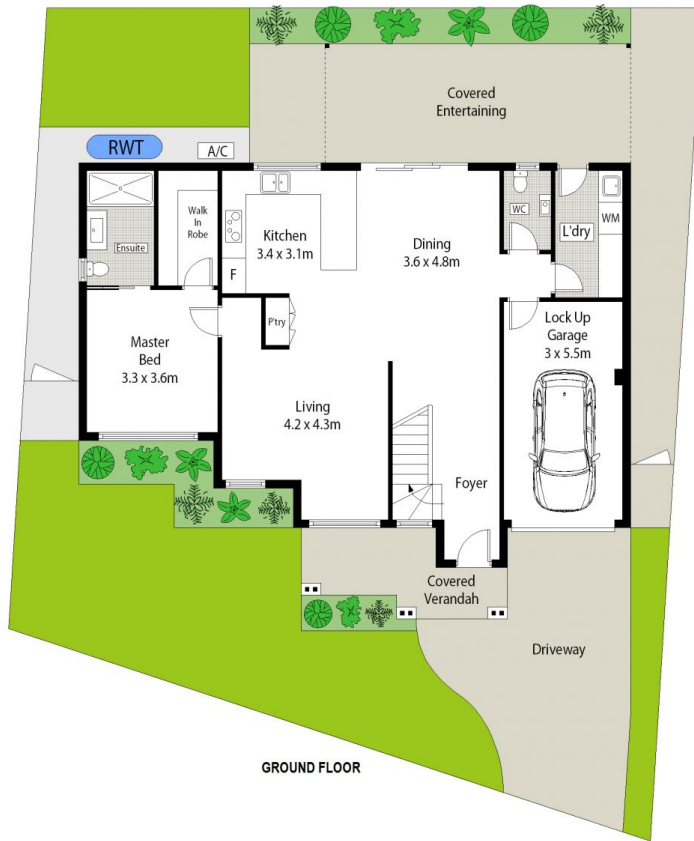 Covered
Entertaining
RWT
A/C
Walk
In
Robe
Ensuite
Kitchen
3.4 x 3.1m
F
P'try
Dining
3.6 x 4.8m
WC
L'dry
WM
Master
Bed
3.3 x 3.6m
Living
4.2 x 4.3m
Lock Up
Garage
3 x 5.5m
Foyer
Covered
Verandah
Driveway
GROUND FLOOR